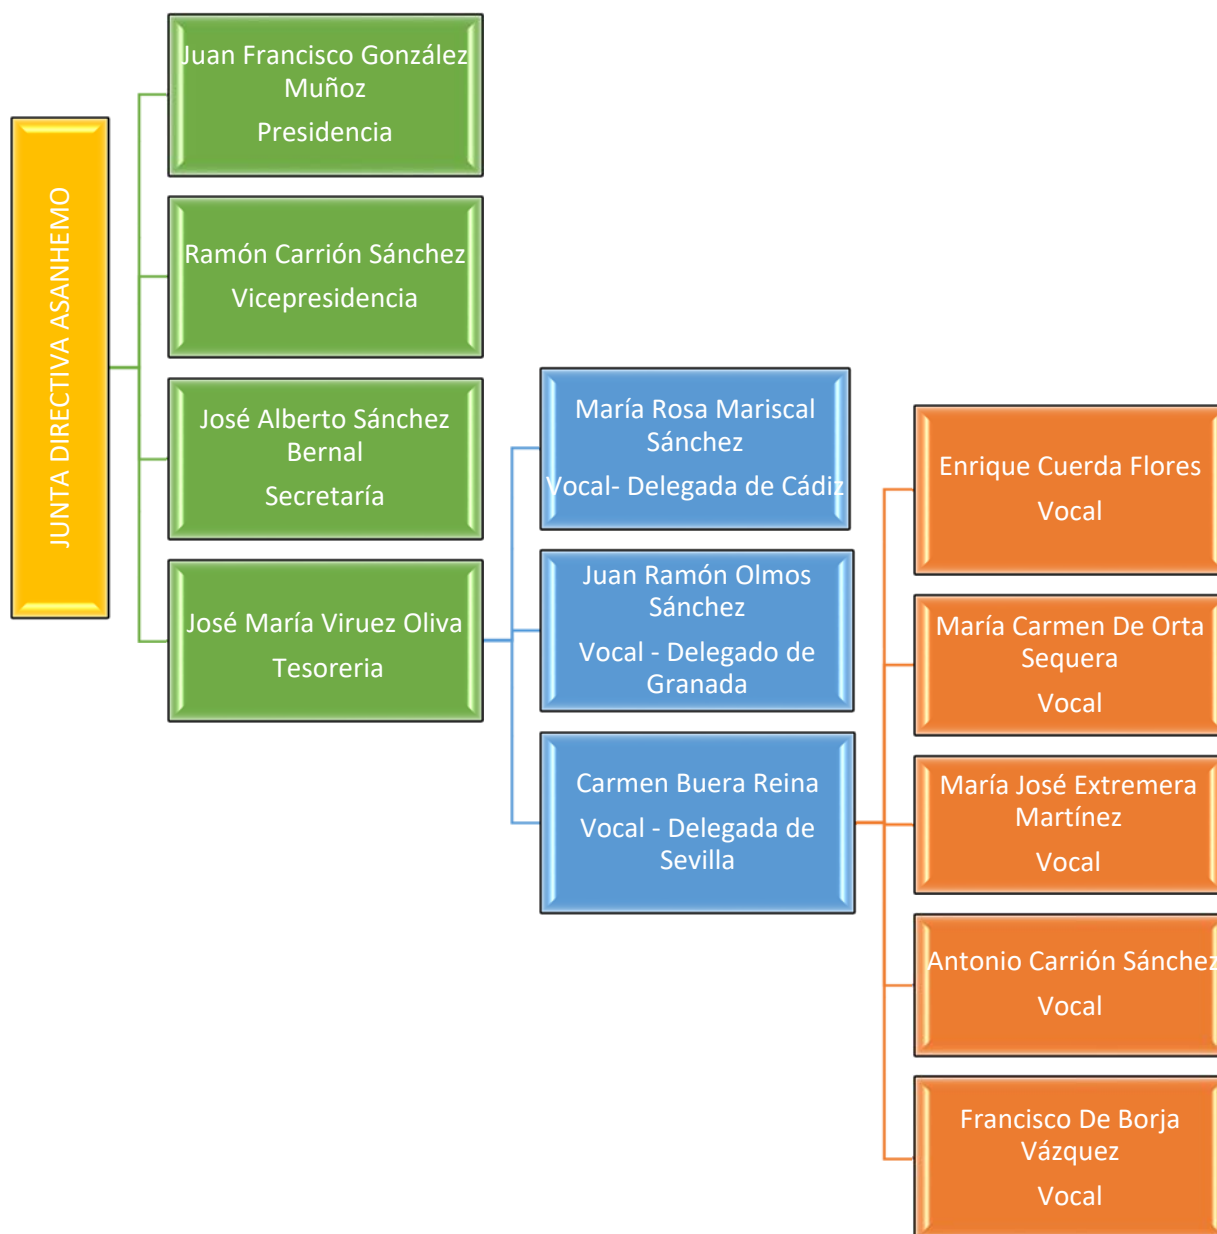 JUNTA DIRECTIVA ASANHEMO
Juan Francisco González
Muñoz
Presidencia
Ramón Carrión Sánchez
Vicepresidencia
José Alberto Sánchez
Bernal
Secretaría
José María Viruez Oliva
Tesoreria
María Rosa Mariscal
Sánchez
Vocal- Delegada de Cádiz
Juan Ramón Olmos
Sánchez
Vocal - Delegado de
Granada
Carmen Buera Reina
Vocal - Delegada de
Sevilla
Enrique Cuerda Flores
Vocal
María Carmen De Orta
Sequera
Vocal
María José Extremera
Martínez
Vocal
Antonio Carrión Sánchez
Vocal
Francisco De Borja
Vázquez
Vocal